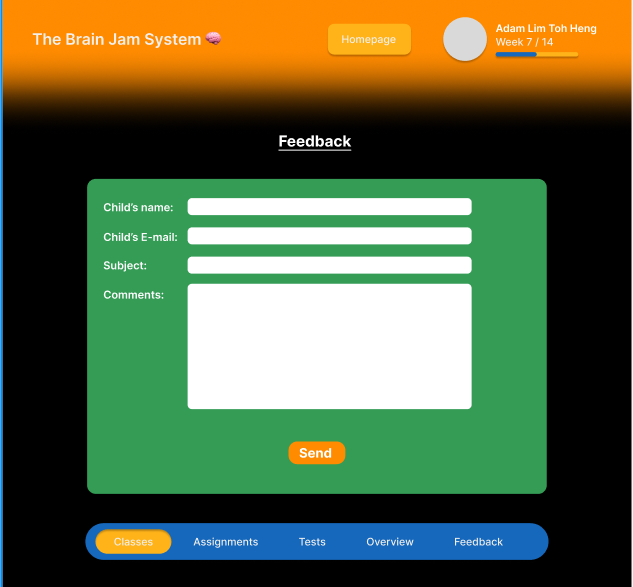 The Brain Jam System 🧠
Homepage
Adam Lim Toh Heng
Week 7 / 14
Feedback
Child’s name:
Child’s E-mail:
Subject:
Comments:
Send
Classes
Assignments
Tests
Overview
Feedback